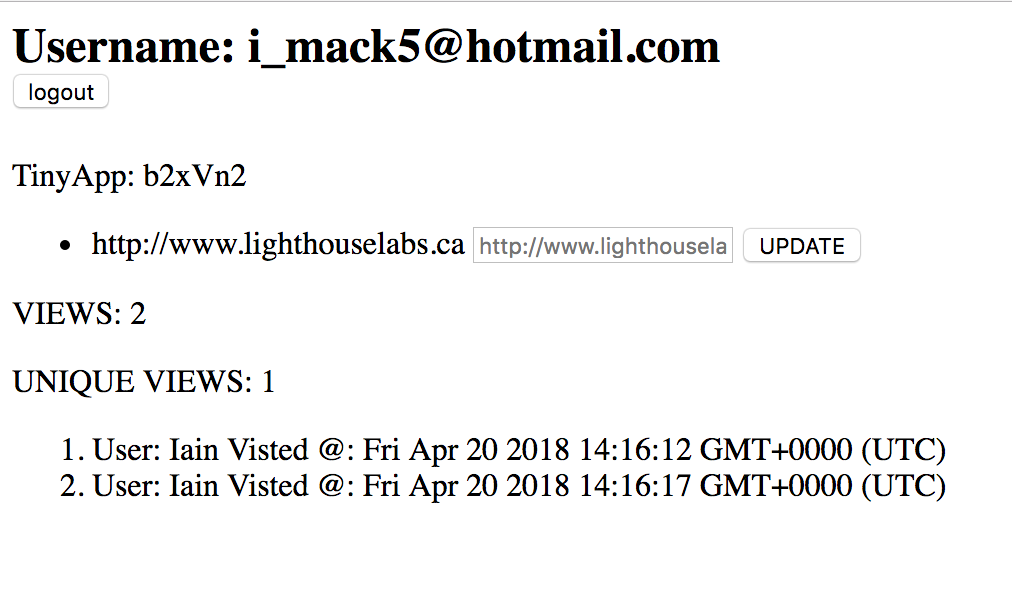 Username: i_mack5@hotmail.com
logout
TinyApp: b2xVn2
• http://www.lighthouselabs.ca http://www.lighthousela UPDATE
VIEWS: 2
UNIQUE VIEWS: 1
1. User: Iain Visted @: Fri Apr 20 2018 14:16:12 GMT+0000 (UTC)
2. User: Iain Visted @: Fri Apr 20 2018 14:16:17 GMT+0000 (UTC)